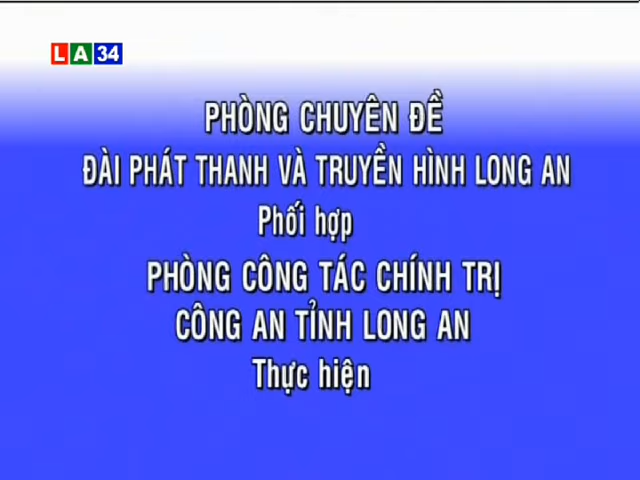 LA34
PHÒNG CHUYÊN ĐỀ
ĐÀI PHÁT THANH VÀ TRUYỀN HÌNH LONG AN
Phối hợp
PHÒNG CÔNG TÁC CHÍNH TRỊ
CÔNG AN TỈNH LONG AN
Thực hiện